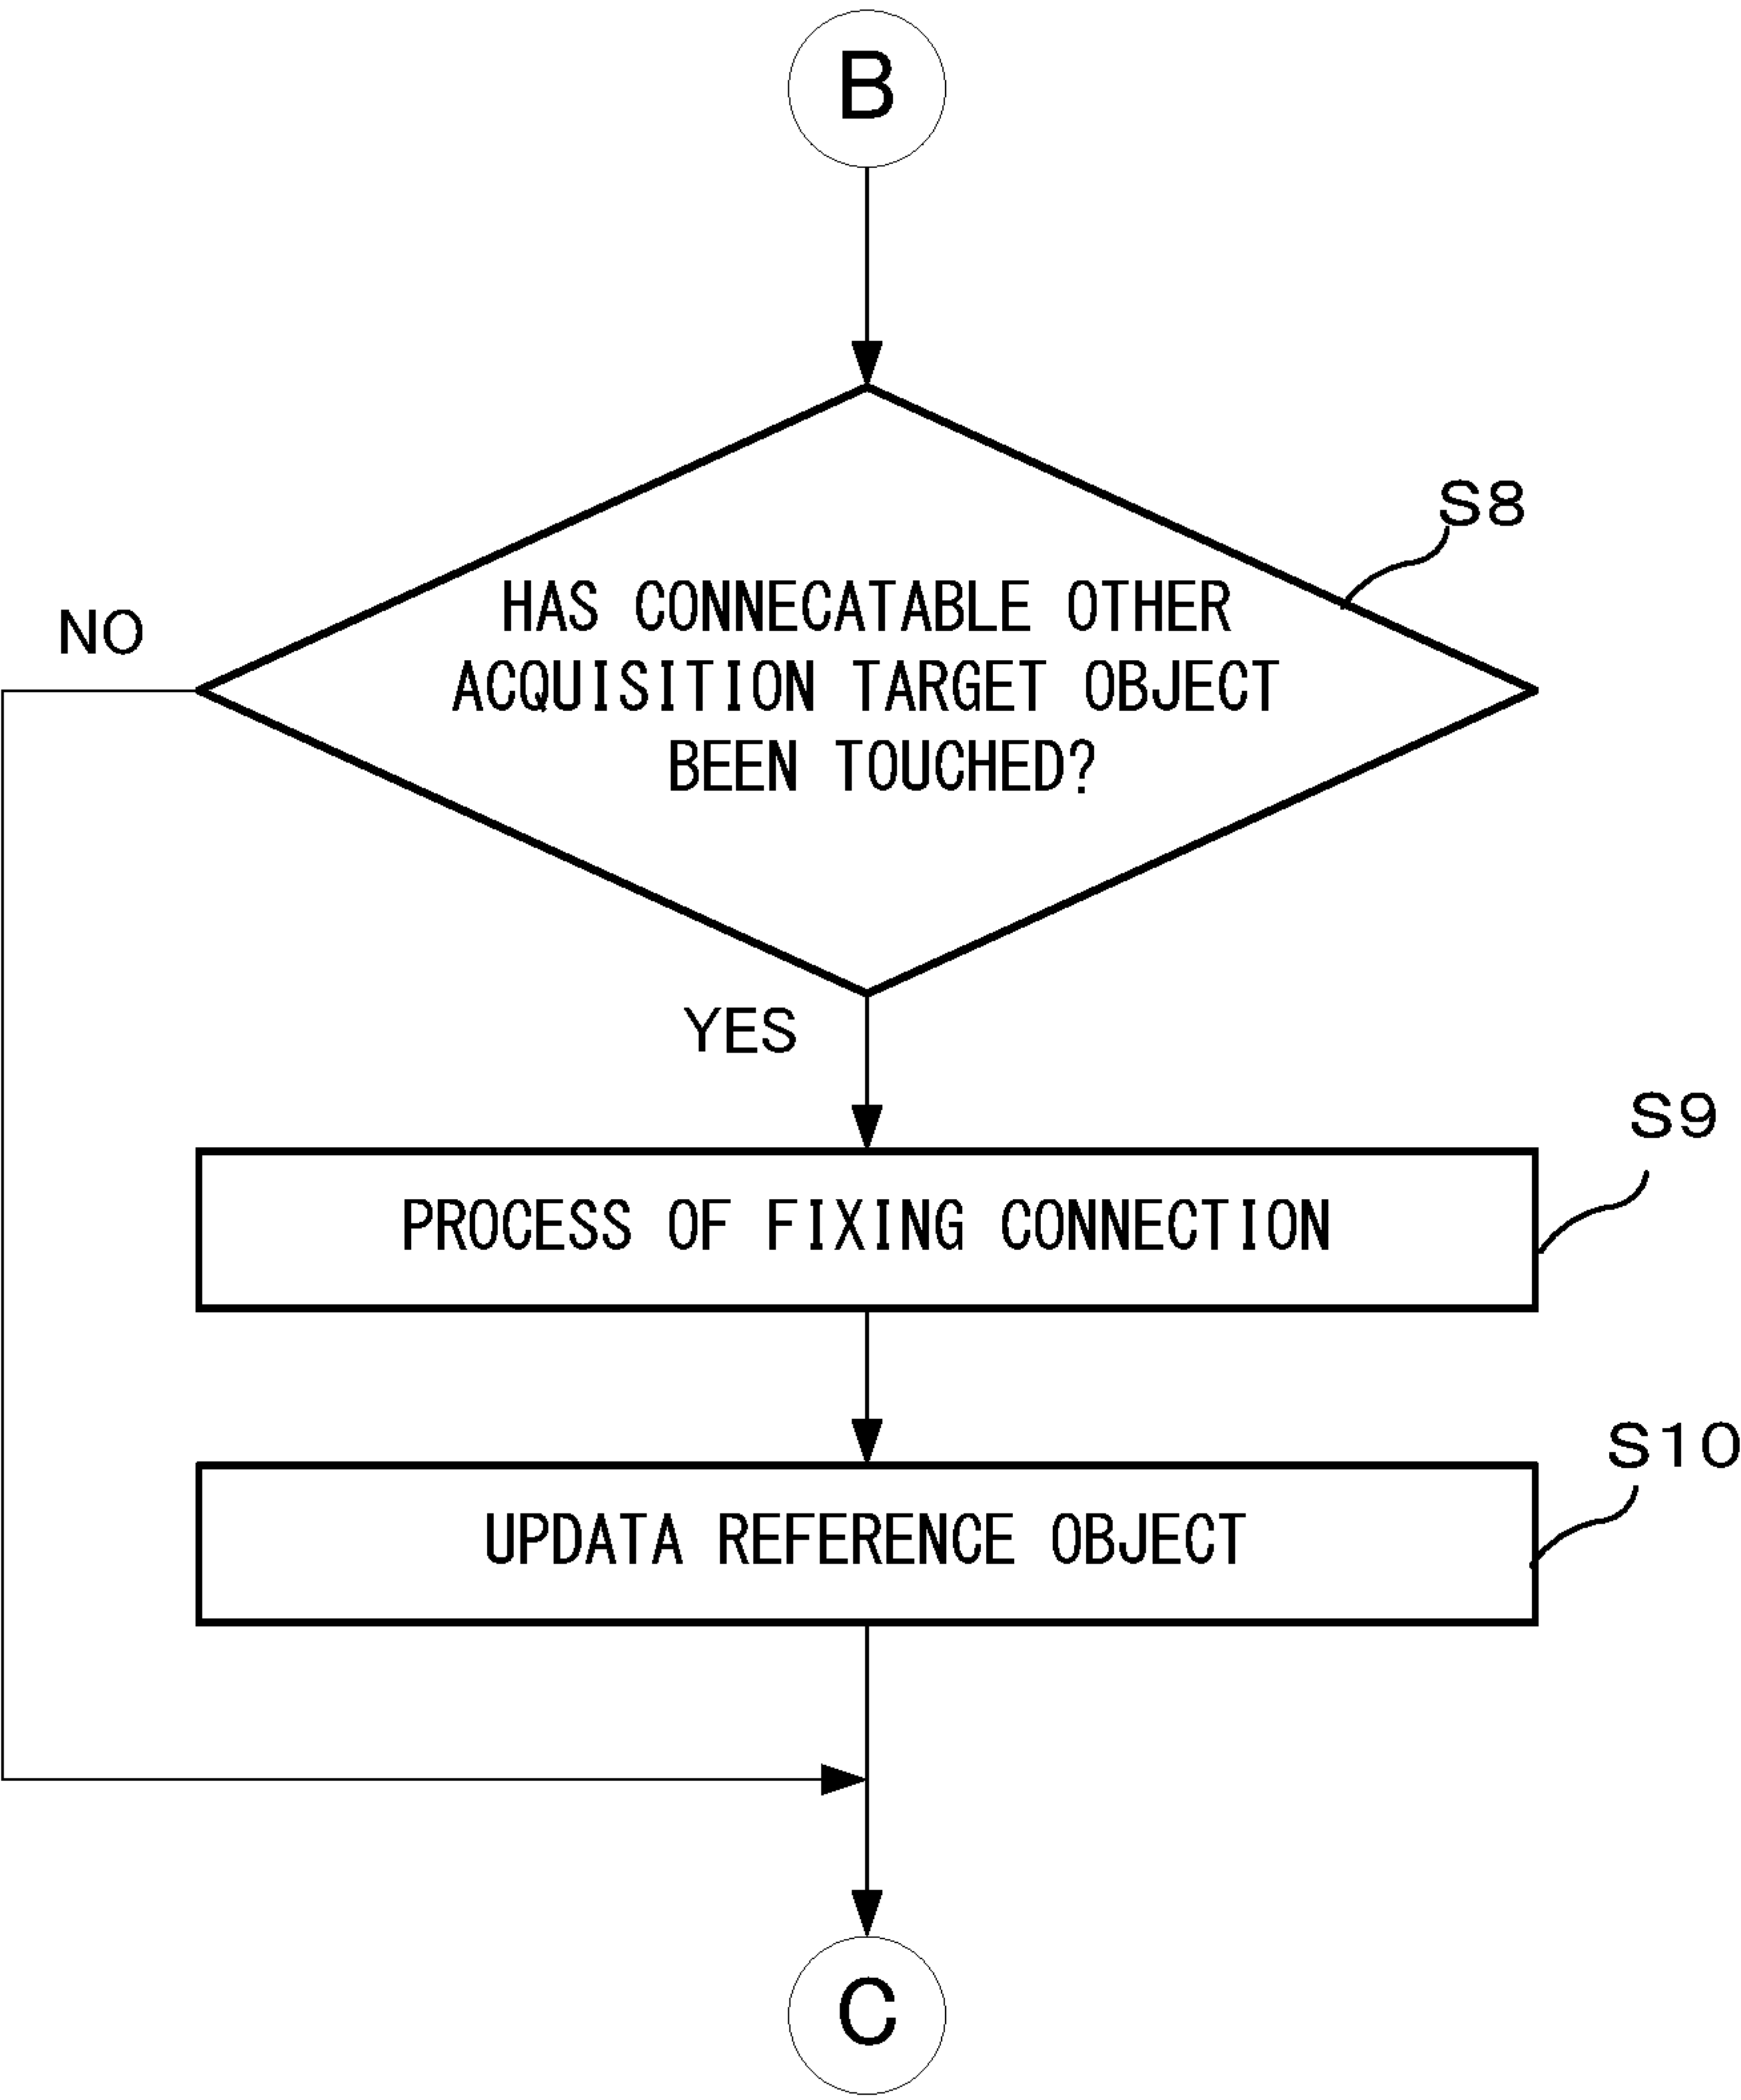 B
S8
HAS CONNECATABLE OTHER
ACQUISITION TARGET OBJECT
BEEN TOUCHED?
NO
YES
S9
PROCESS OF FIXING CONNECTION
S10
UPDATA REFERENCE OBJECT
C